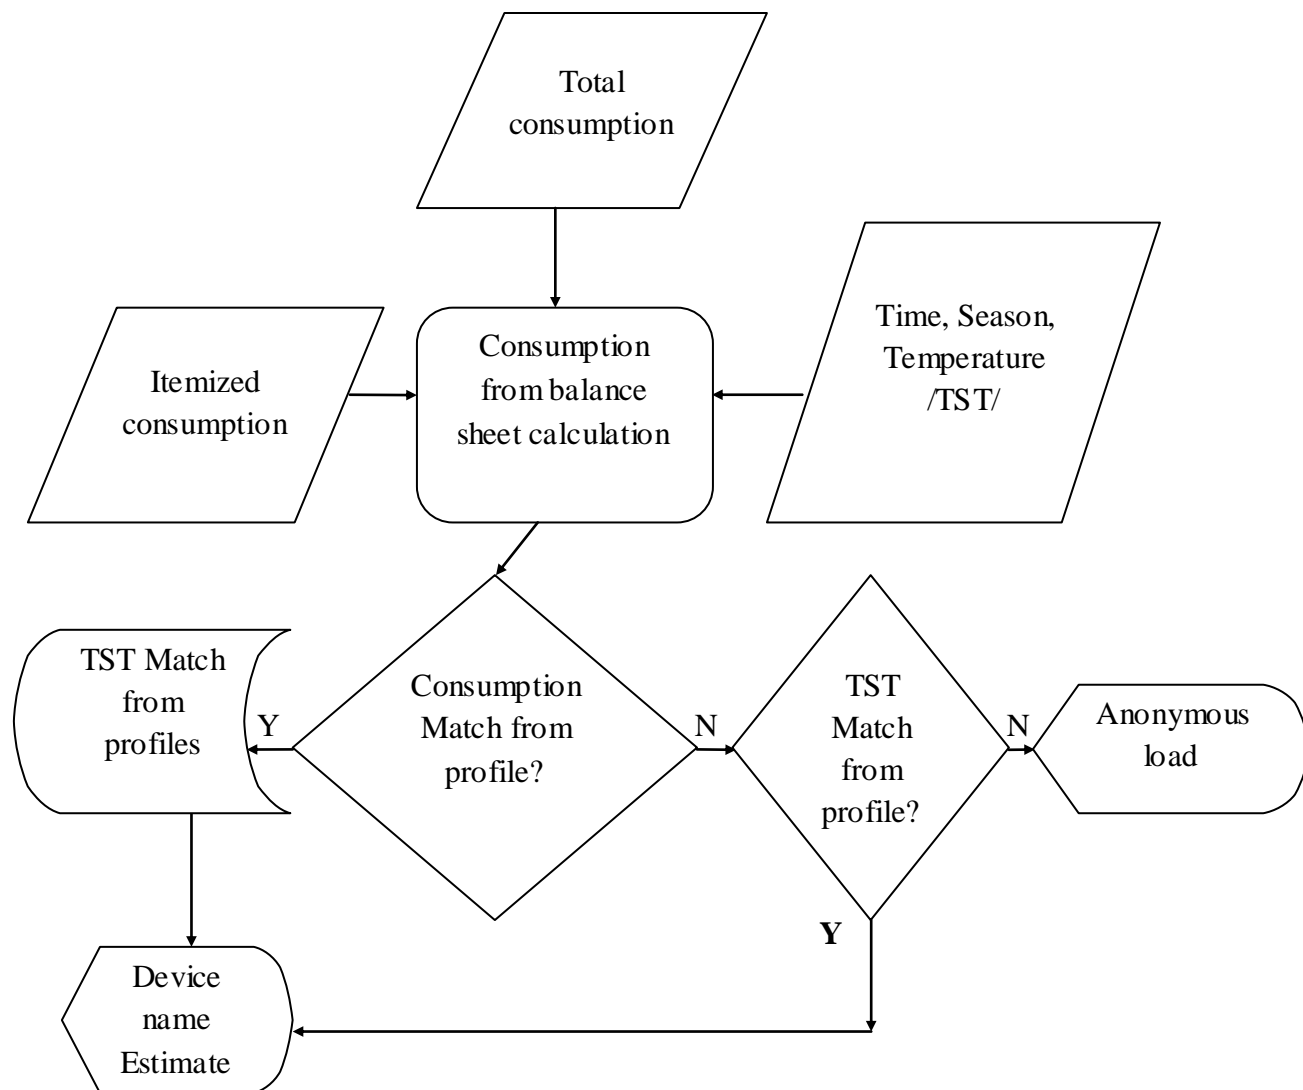 Total
consumption
Time, Season,
Temperature
/TST/
Itemized
consumption
Consumption
from balance
sheet calculation
TST Match
from
profiles
Y
Consumption
Match from
profile?
N
TST
Match
from
profile?
N
Anonymous
load
Y
Device
name
Estimate